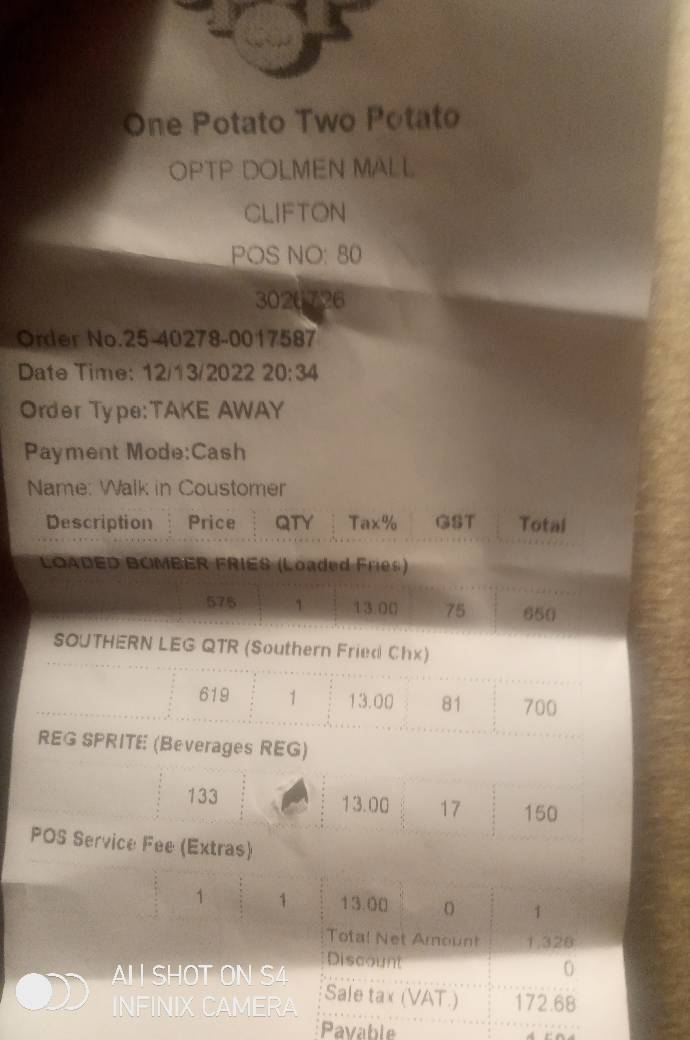 One Potato Two Potato
OPTP DOLMEN MALL
CLIFTON
POS NO: 80
Order No.25-40278-0017587
Date Time: 12/13/2022 20:34
Order Type:TAKE AWAY
Payment Mode:Cash
Name: Walk in Coustomer
Description Price QTY Tax% GST Total
LOADED BOMBER FRIES (Loaded Fries)
575 1 13.00 75 650
SOUTHERN LEG QTR (Southern Fried Chx)
619 1 13.00 81 700
REG SPRITE (Beverages REG)
133 13.00 17 150
POS Service Fee (Extras)
1 1 13.00 0 1
Total Net Amount 1,328
Discount 0
Sale tax (VAT.) 172.68
Payable
AI SHOT ON S4
INFINIX CAMERA